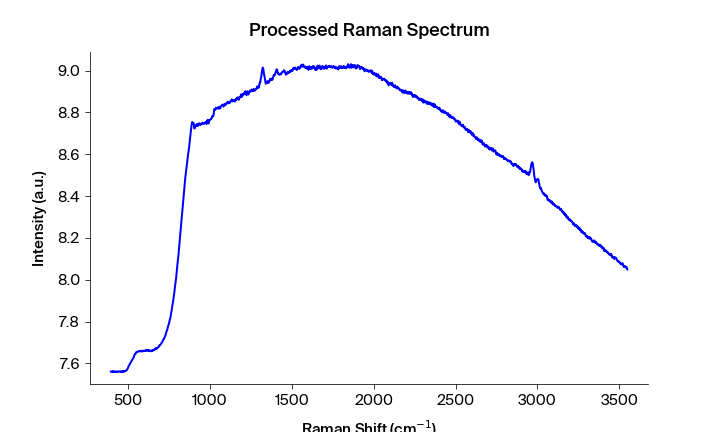 Processed Raman Spectrum
Intensity (a.u.)
9.0
8.8
8.6
8.4
8.2
8.0
7.8
7.6
500 1000 1500 2000 2500 3000 3500
Raman Shift (cm⁻¹)